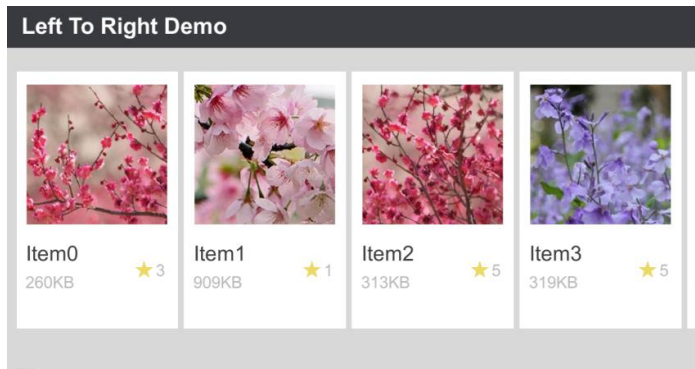 Left To Right Demo
Item0
260KB
3
Item1
909KB
1
Item2
313KB
5
Item3
319KB
5